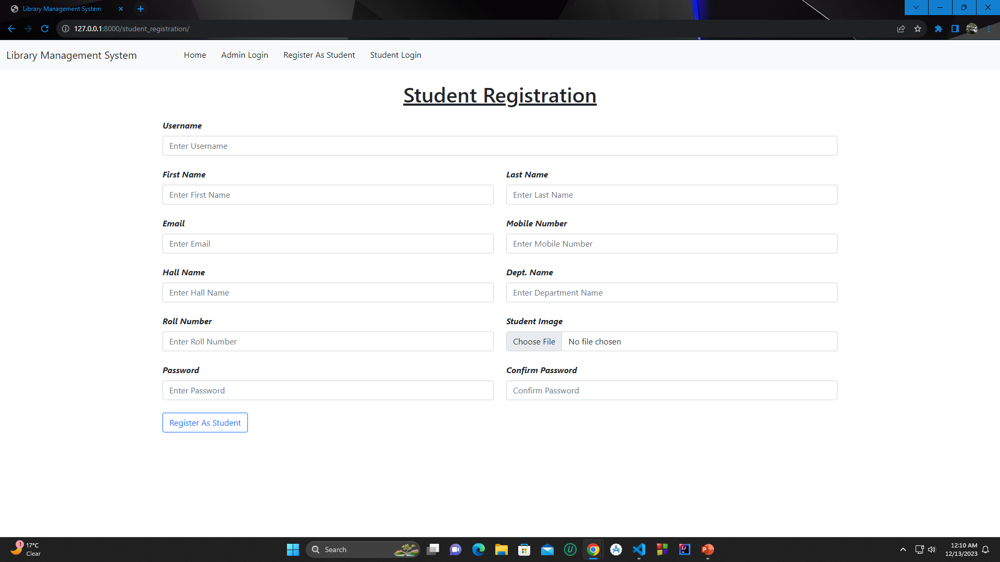 Library Management System
127.0.0.1:8000/student_registration/
Library Management System Home Admin Login Register As Student Student Login
Student Registration
Username
Enter Username
First Name Last Name
Enter First Name Enter Last Name
Email Mobile Number
Enter Email Enter Mobile Number
Hall Name Dept. Name
Enter Hall Name Enter Department Name
Roll Number Student Image
Enter Roll Number Choose File No file chosen
Password Confirm Password
Enter Password Confirm Password
Register As Student
1
17°C
Clear
Search
U
IJ
P
12:10 AM
12/13/2023